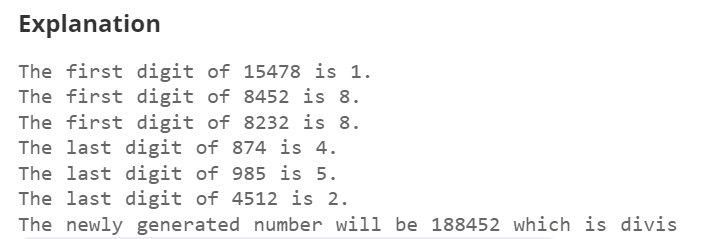 Explanation
The first digit of 15478 is 1.
The first digit of 8452 is 8.
The first digit of 8232 is 8.
The last digit of 874 is 4.
The last digit of 985 is 5.
The last digit of 4512 is 2.
The newly generated number will be 188452 which is divis